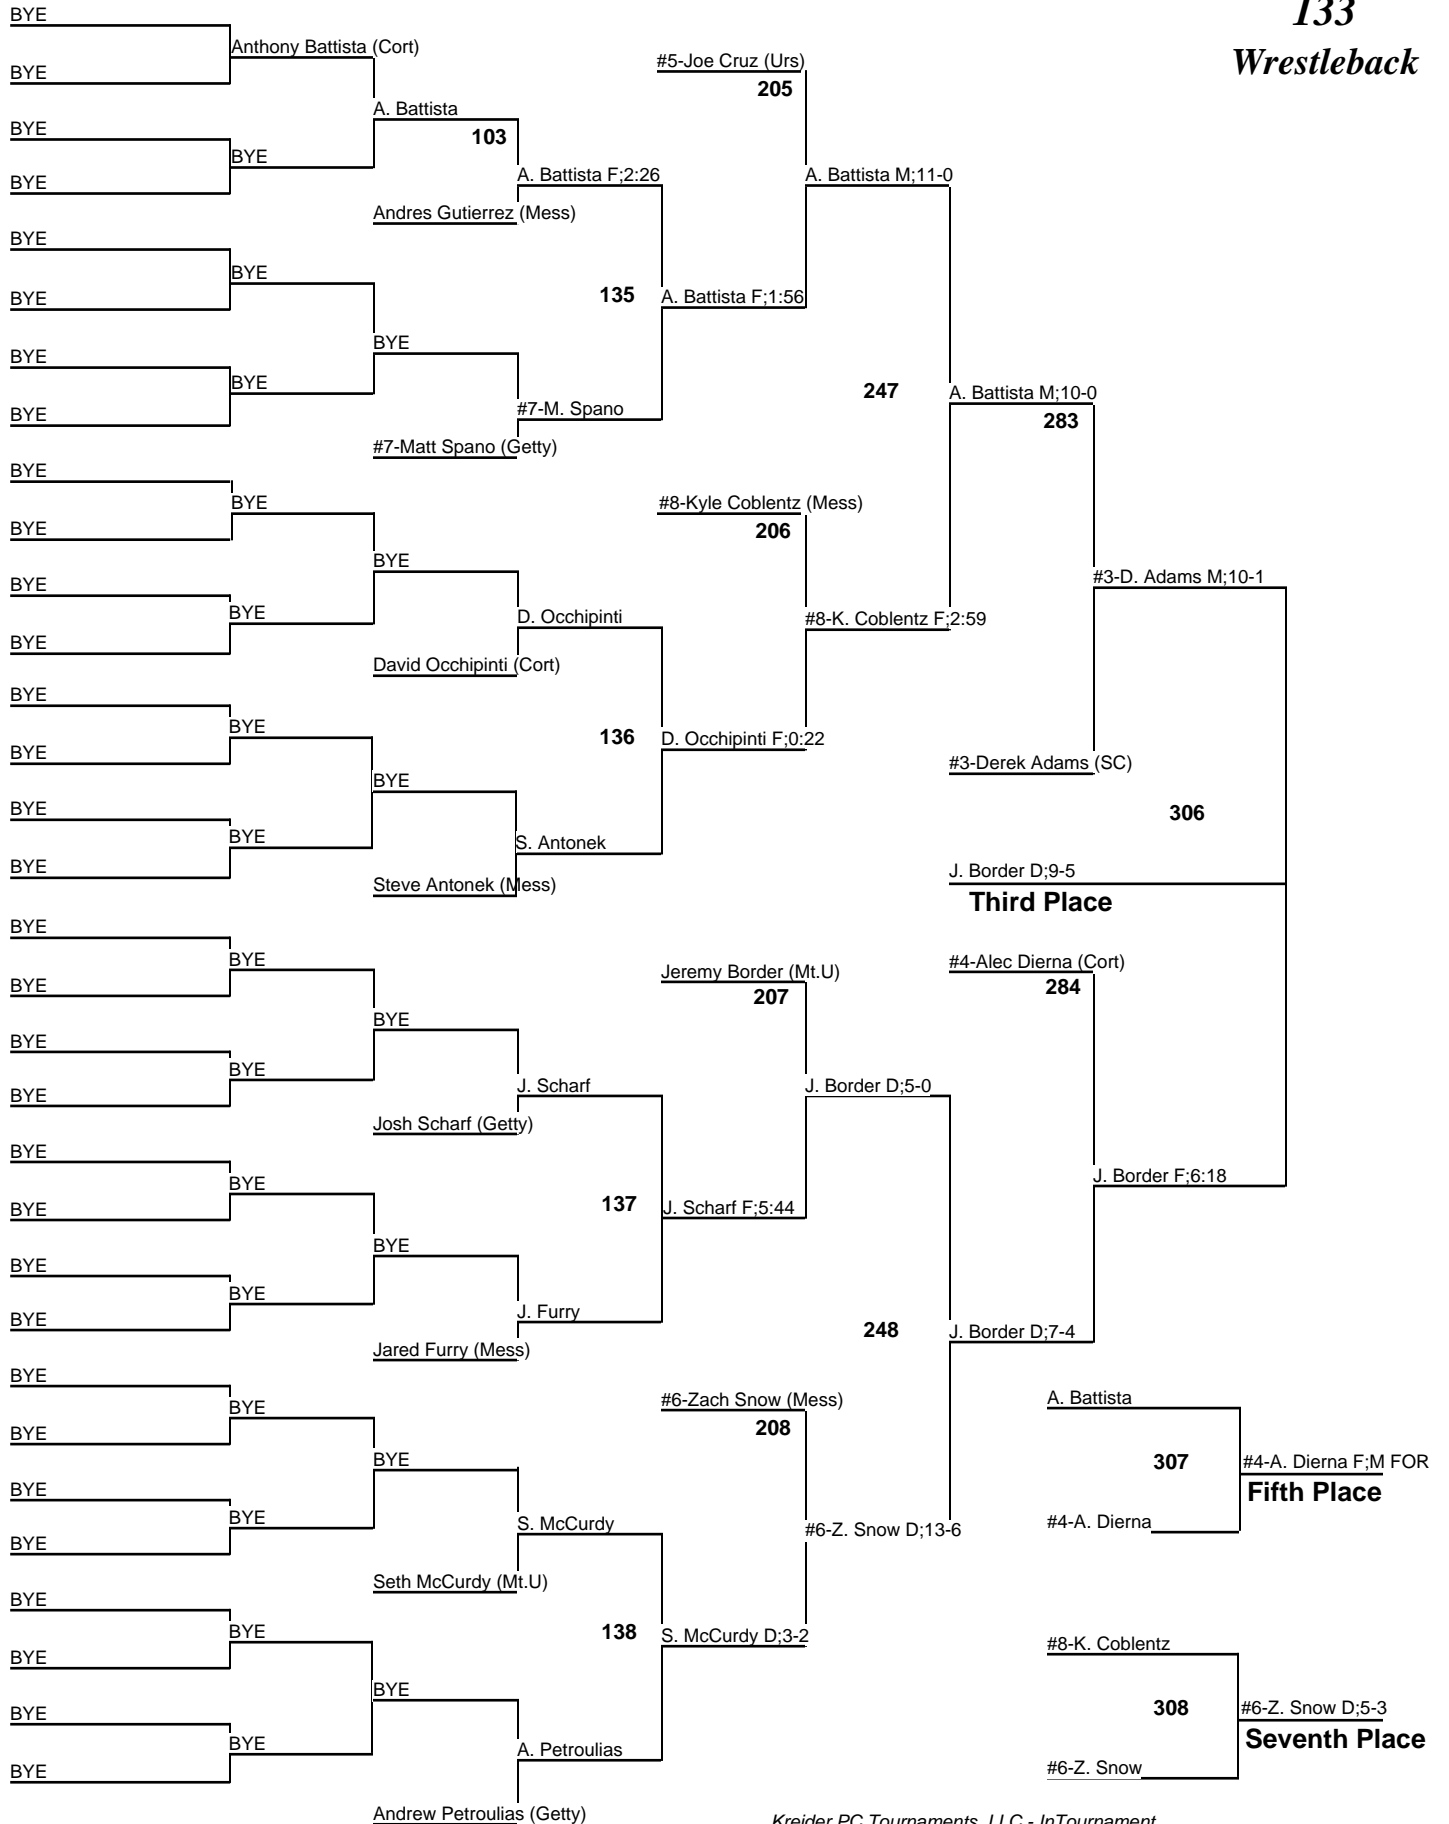 133
Wrestleback
BYE
Anthony Battista (Cort)
BYE
#5-Joe Cruz (Urs)
205
A. Battista
103
BYE
BYE
BYE
A. Battista F;2:26
A. Battista M;11-0
Andres Gutierrez (Mess)
BYE
BYE
BYE
135
A. Battista F;1:56
BYE
BYE
BYE
247
A. Battista M;10-0
283
BYE
#7-M. Spano
#7-Matt Spano (Getty)
BYE
BYE
#8-Kyle Coblentz (Mess)
206
BYE
BYE
BYE
#3-D. Adams M;10-1
BYE
D. Occhipinti
#8-K. Coblentz F;2:59
BYE
David Occhipinti (Cort)
BYE
BYE
136
D. Occhipinti F;0:22
BYE
#3-Derek Adams (SC)
BYE
BYE
306
BYE
S. Antonek
BYE
J. Border D;9-5
Steve Antonek (Mess)
Third Place
BYE
BYE
Jeremy Border (Mt.U)
207
#4-Alec Dierna (Cort)
284
BYE
BYE
BYE
BYE
J. Scharf
J. Border D;5-0
BYE
Josh Scharf (Getty)
BYE
BYE
J. Border F;6:18
137
J. Scharf F;5:44
BYE
BYE
BYE
BYE
J. Furry
BYE
248
J. Border D;7-4
Jared Furry (Mess)
BYE
BYE
#6-Zach Snow (Mess)
208
A. Battista
BYE
BYE
307
#4-A. Dierna F;M FOR
Fifth Place
BYE
BYE
S. McCurdy
#6-Z. Snow D;13-6
#4-A. Dierna
BYE
Seth McCurdy (Mt.U)
BYE
BYE
138
S. McCurdy D;3-2
#8-K. Coblentz
BYE
BYE
BYE
308
#6-Z. Snow D;5-3
Seventh Place
BYE
A. Petroulias
#6-Z. Snow
BYE
Andrew Petroulias (Getty)
Kreider PC Tournaments, LLC - InTournament